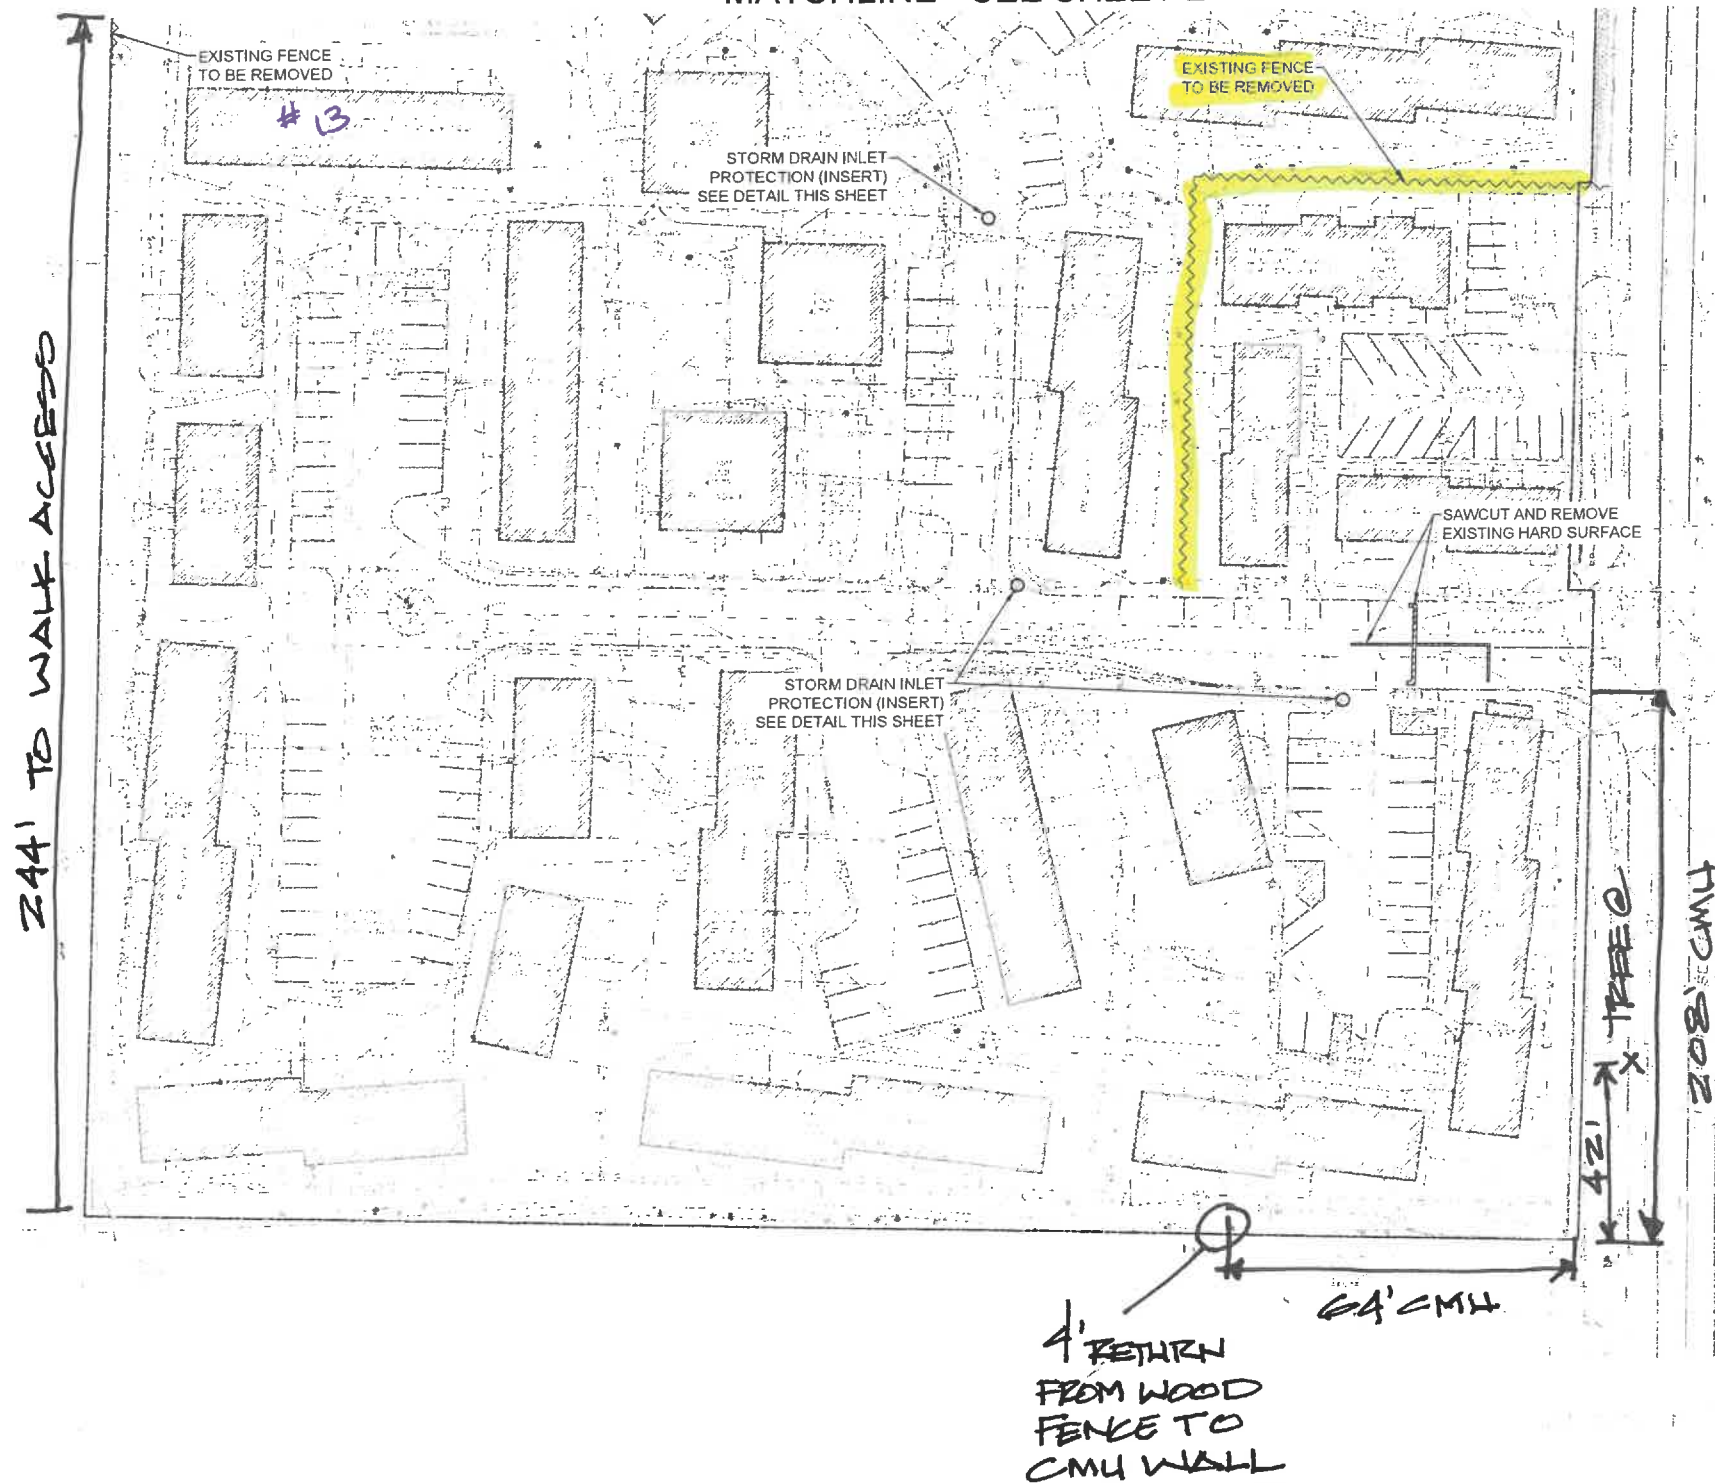 EXISTING FENCE
TO BE REMOVED
# 13
EXISTING FENCE
TO BE REMOVED
STORM DRAIN INLET
PROTECTION (INSERT)
SEE DETAIL THIS SHEET
244' TO WALK ACCESS
SAWCUT AND REMOVE
EXISTING HARD SURFACE
STORM DRAIN INLET
PROTECTION (INSERT)
SEE DETAIL THIS SHEET
X TREE@
42'
208' CMU
64' CMU
4' RETURN
FROM WOOD
FENCE TO
CMU WALL